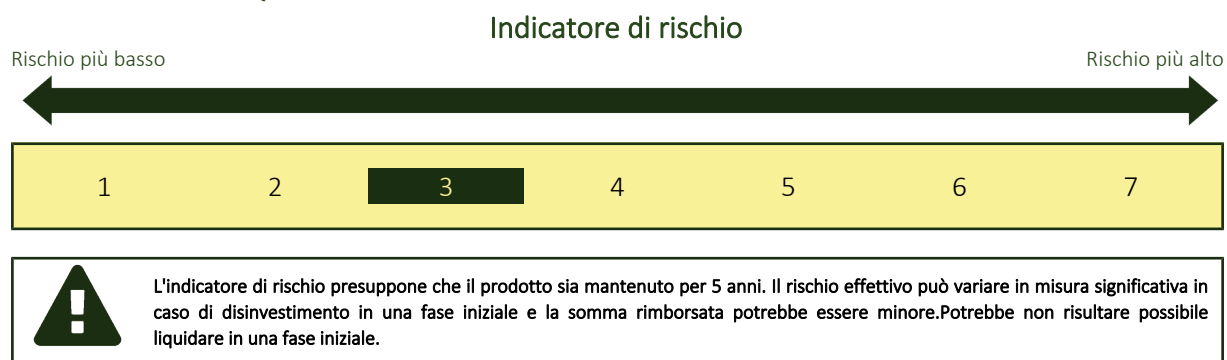 Indicatore di rischio
Rischio più basso
Rischio più alto
1 2 3 4 5 6 7
L'indicatore di rischio presuppone che il prodotto sia mantenuto per 5 anni. Il rischio effettivo può variare in misura significativa in
caso di disinvestimento in una fase iniziale e la somma rimborsata potrebbe essere minore.Potrebbe non risultare possibile
liquidare in una fase iniziale.